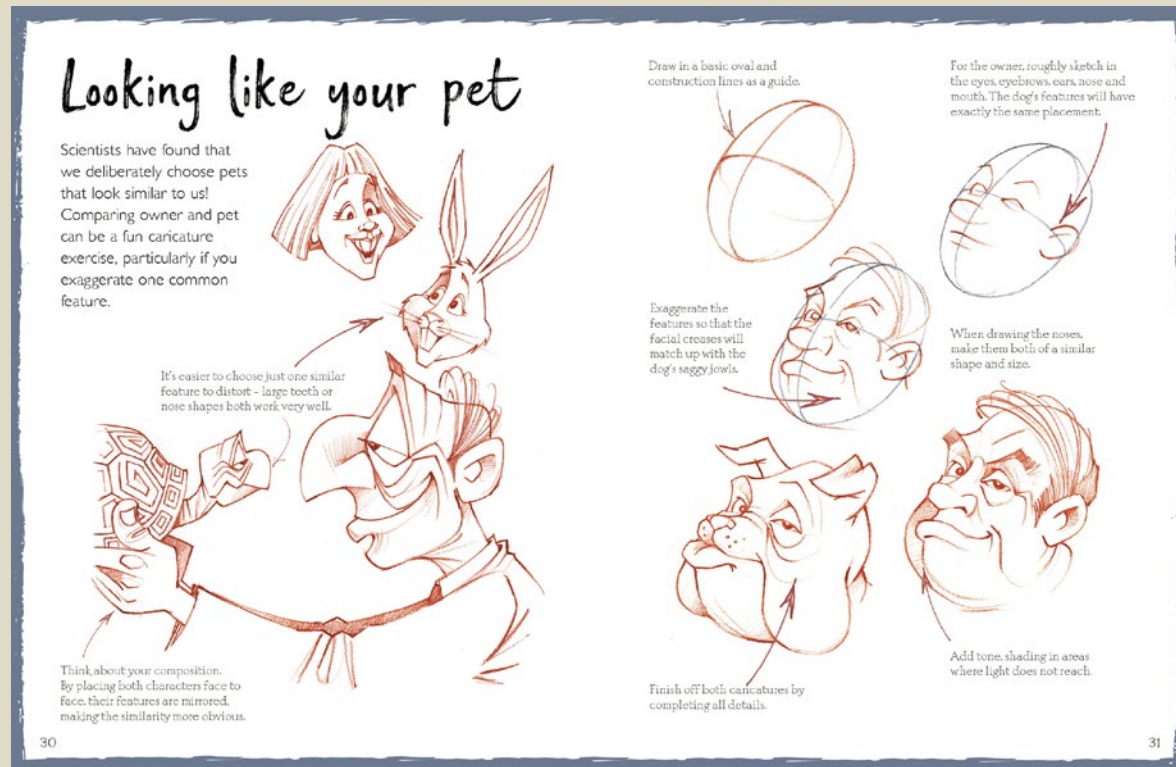 Looking like your pet
Scientists have found that
we deliberately choose pets
that look similar to us!
Comparing owner and pet
can be a fun caricature
exercise, particularly if you
exaggerate one common
feature.
It's easier to choose just one similar
feature to distort – large teeth or
nose shapes both work very well.
Think about your composition.
By placing both characters face to
face, their features are mirrored,
making the similarity more obvious.
30
Draw in a basic oval and
construction lines as a guide.
For the owner, roughly sketch in
the eyes, eyebrows, ears, nose and
mouth. The dog's features will have
exactly the same placement.
Exaggerate the
features so that the
facial creases will
match up with the
dog's saggy jowls.
When drawing the noses,
make them both of a similar
shape and size.
Finish off both caricatures by
completing all details.
Add tone, shading in areas
where light does not reach.
31